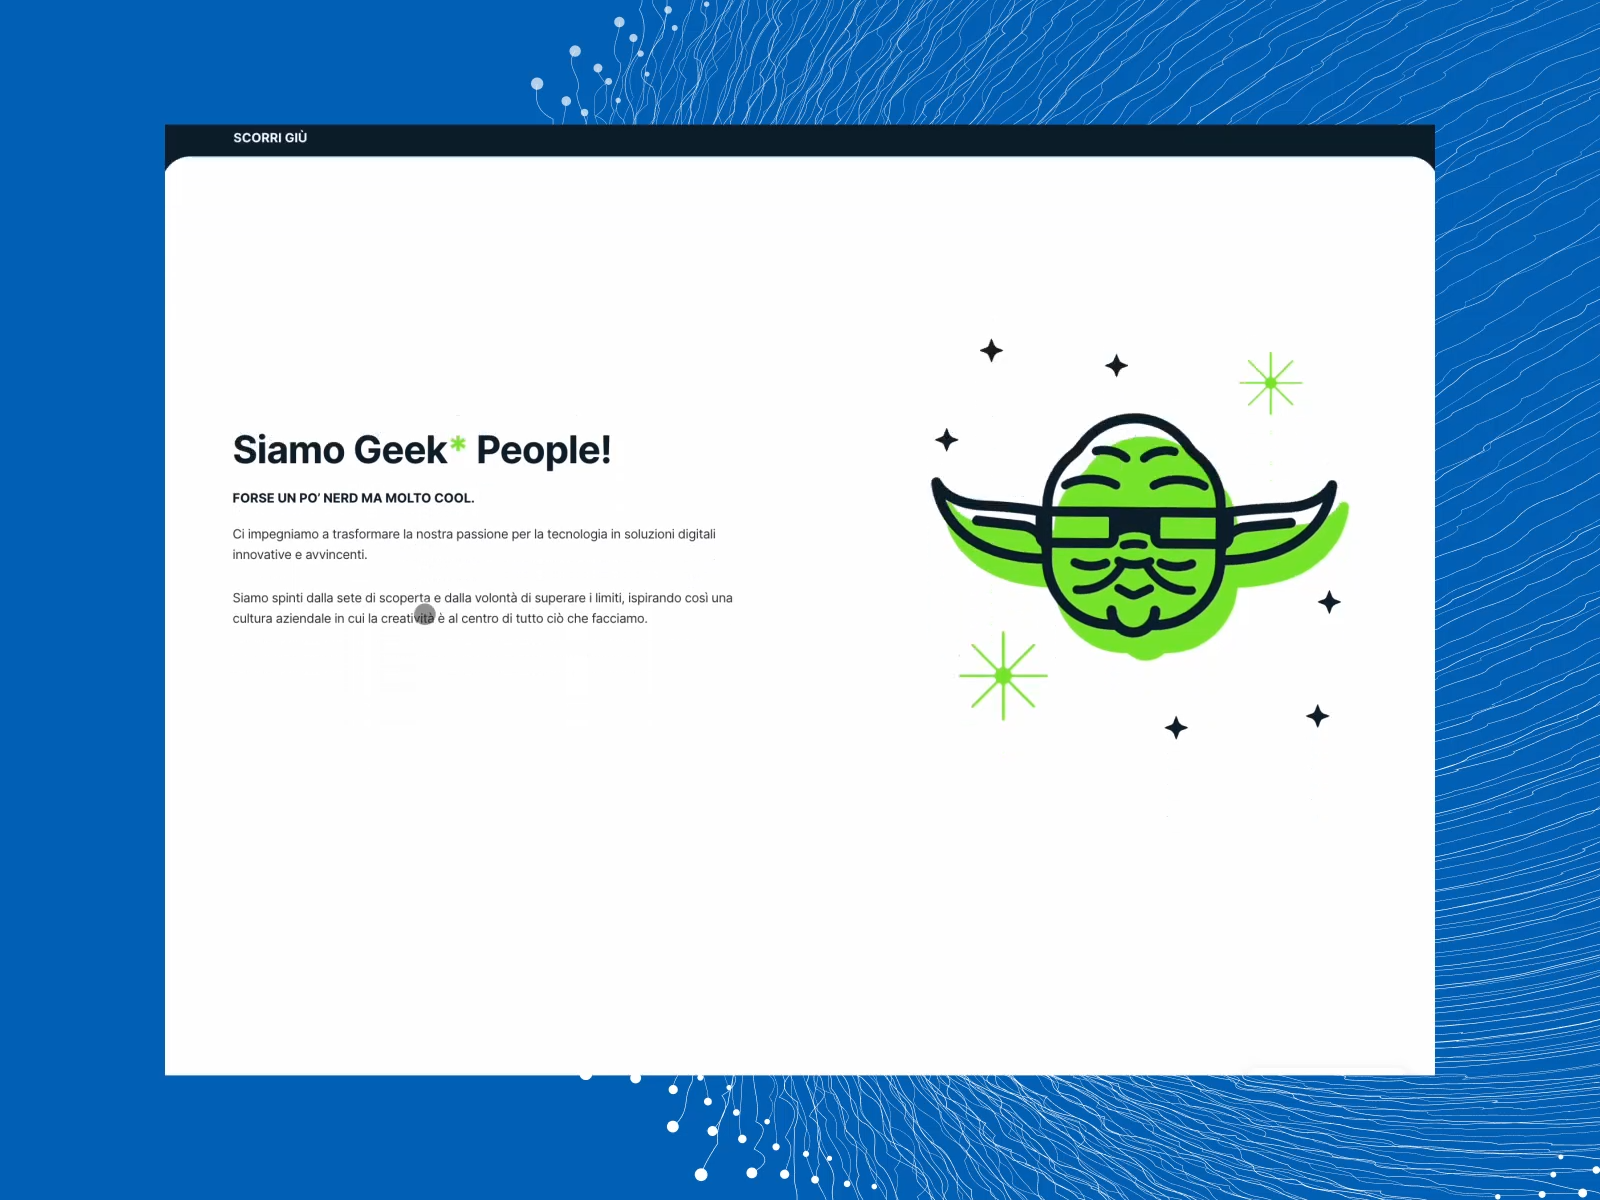 SCORRI GIÙ
Siamo Geek* People!
FORSE UN PO’ NERD MA MOLTO COOL.
Ci impegniamo a trasformare la nostra passione per la tecnologia in soluzioni digitali
innovative e avvincenti.
Siamo spinti dalla sete di scoperta e dalla volontà di superare i limiti, ispirando così una
cultura aziendale in cui la creatività è al centro di tutto ciò che facciamo.